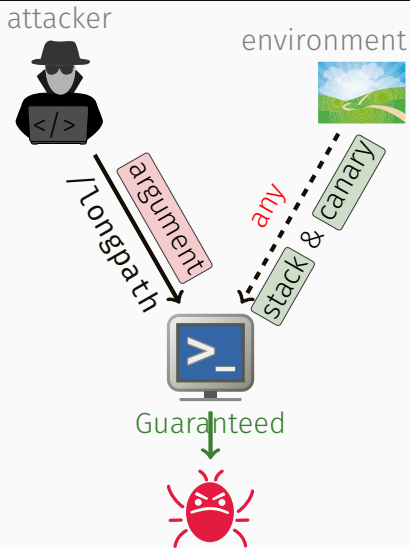 attacker
environment
</>
argument
/longpath
any
stack & canary
>_
Guaranteed